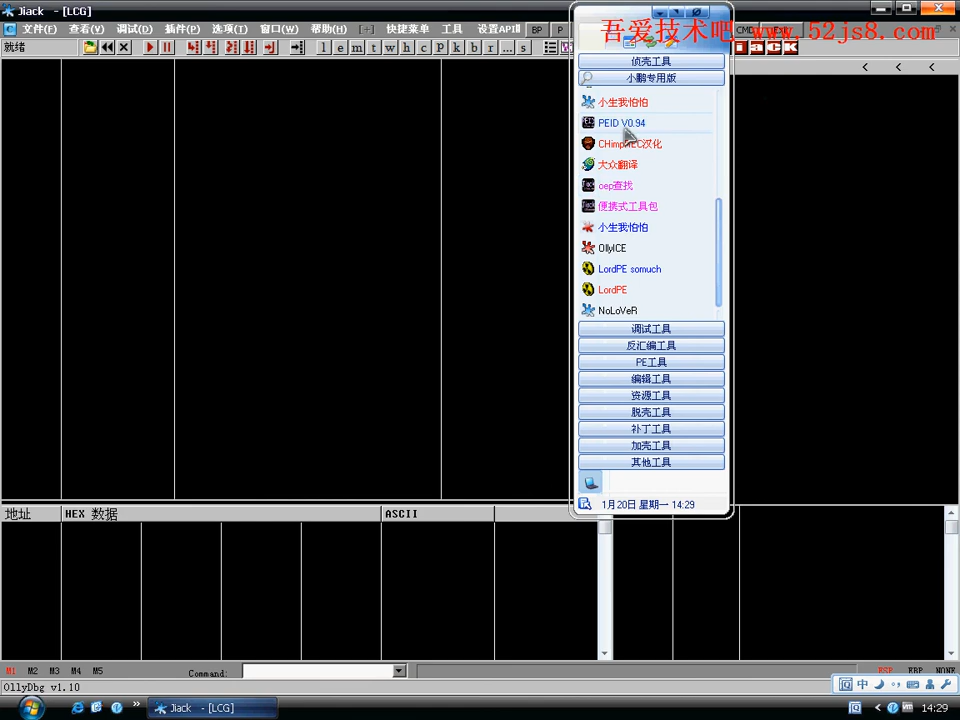 Jiack - [LCG]
文件(F) 查看(V) 调试(D) 插件(P) 选项(T) 窗口(W) 帮助(H) [+] 快捷菜单 工具 设置API断 BP P
吾爱技术吧 www.52js8.com
就绪
l e m t w h c p k b r ... s
侦壳工具
小鹏专用版
小生我怕怕
PEID V0.94
大众翻译
oep查找
便携式工具包
小生我怕怕
OllyICE
LordPE somuch
LordPE
NoLoVeR
调试工具
反汇编工具
PE工具
编辑工具
资源工具
脱壳工具
补丁工具
加壳工具
其他工具
1月20日 星期一 14:29
地址 HEX 数据 ASCII
M1 M2 M3 M4 M5 Command: ESP EBP NONE
OllyDbg v1.10
中
Jiack - [LCG] 14:29